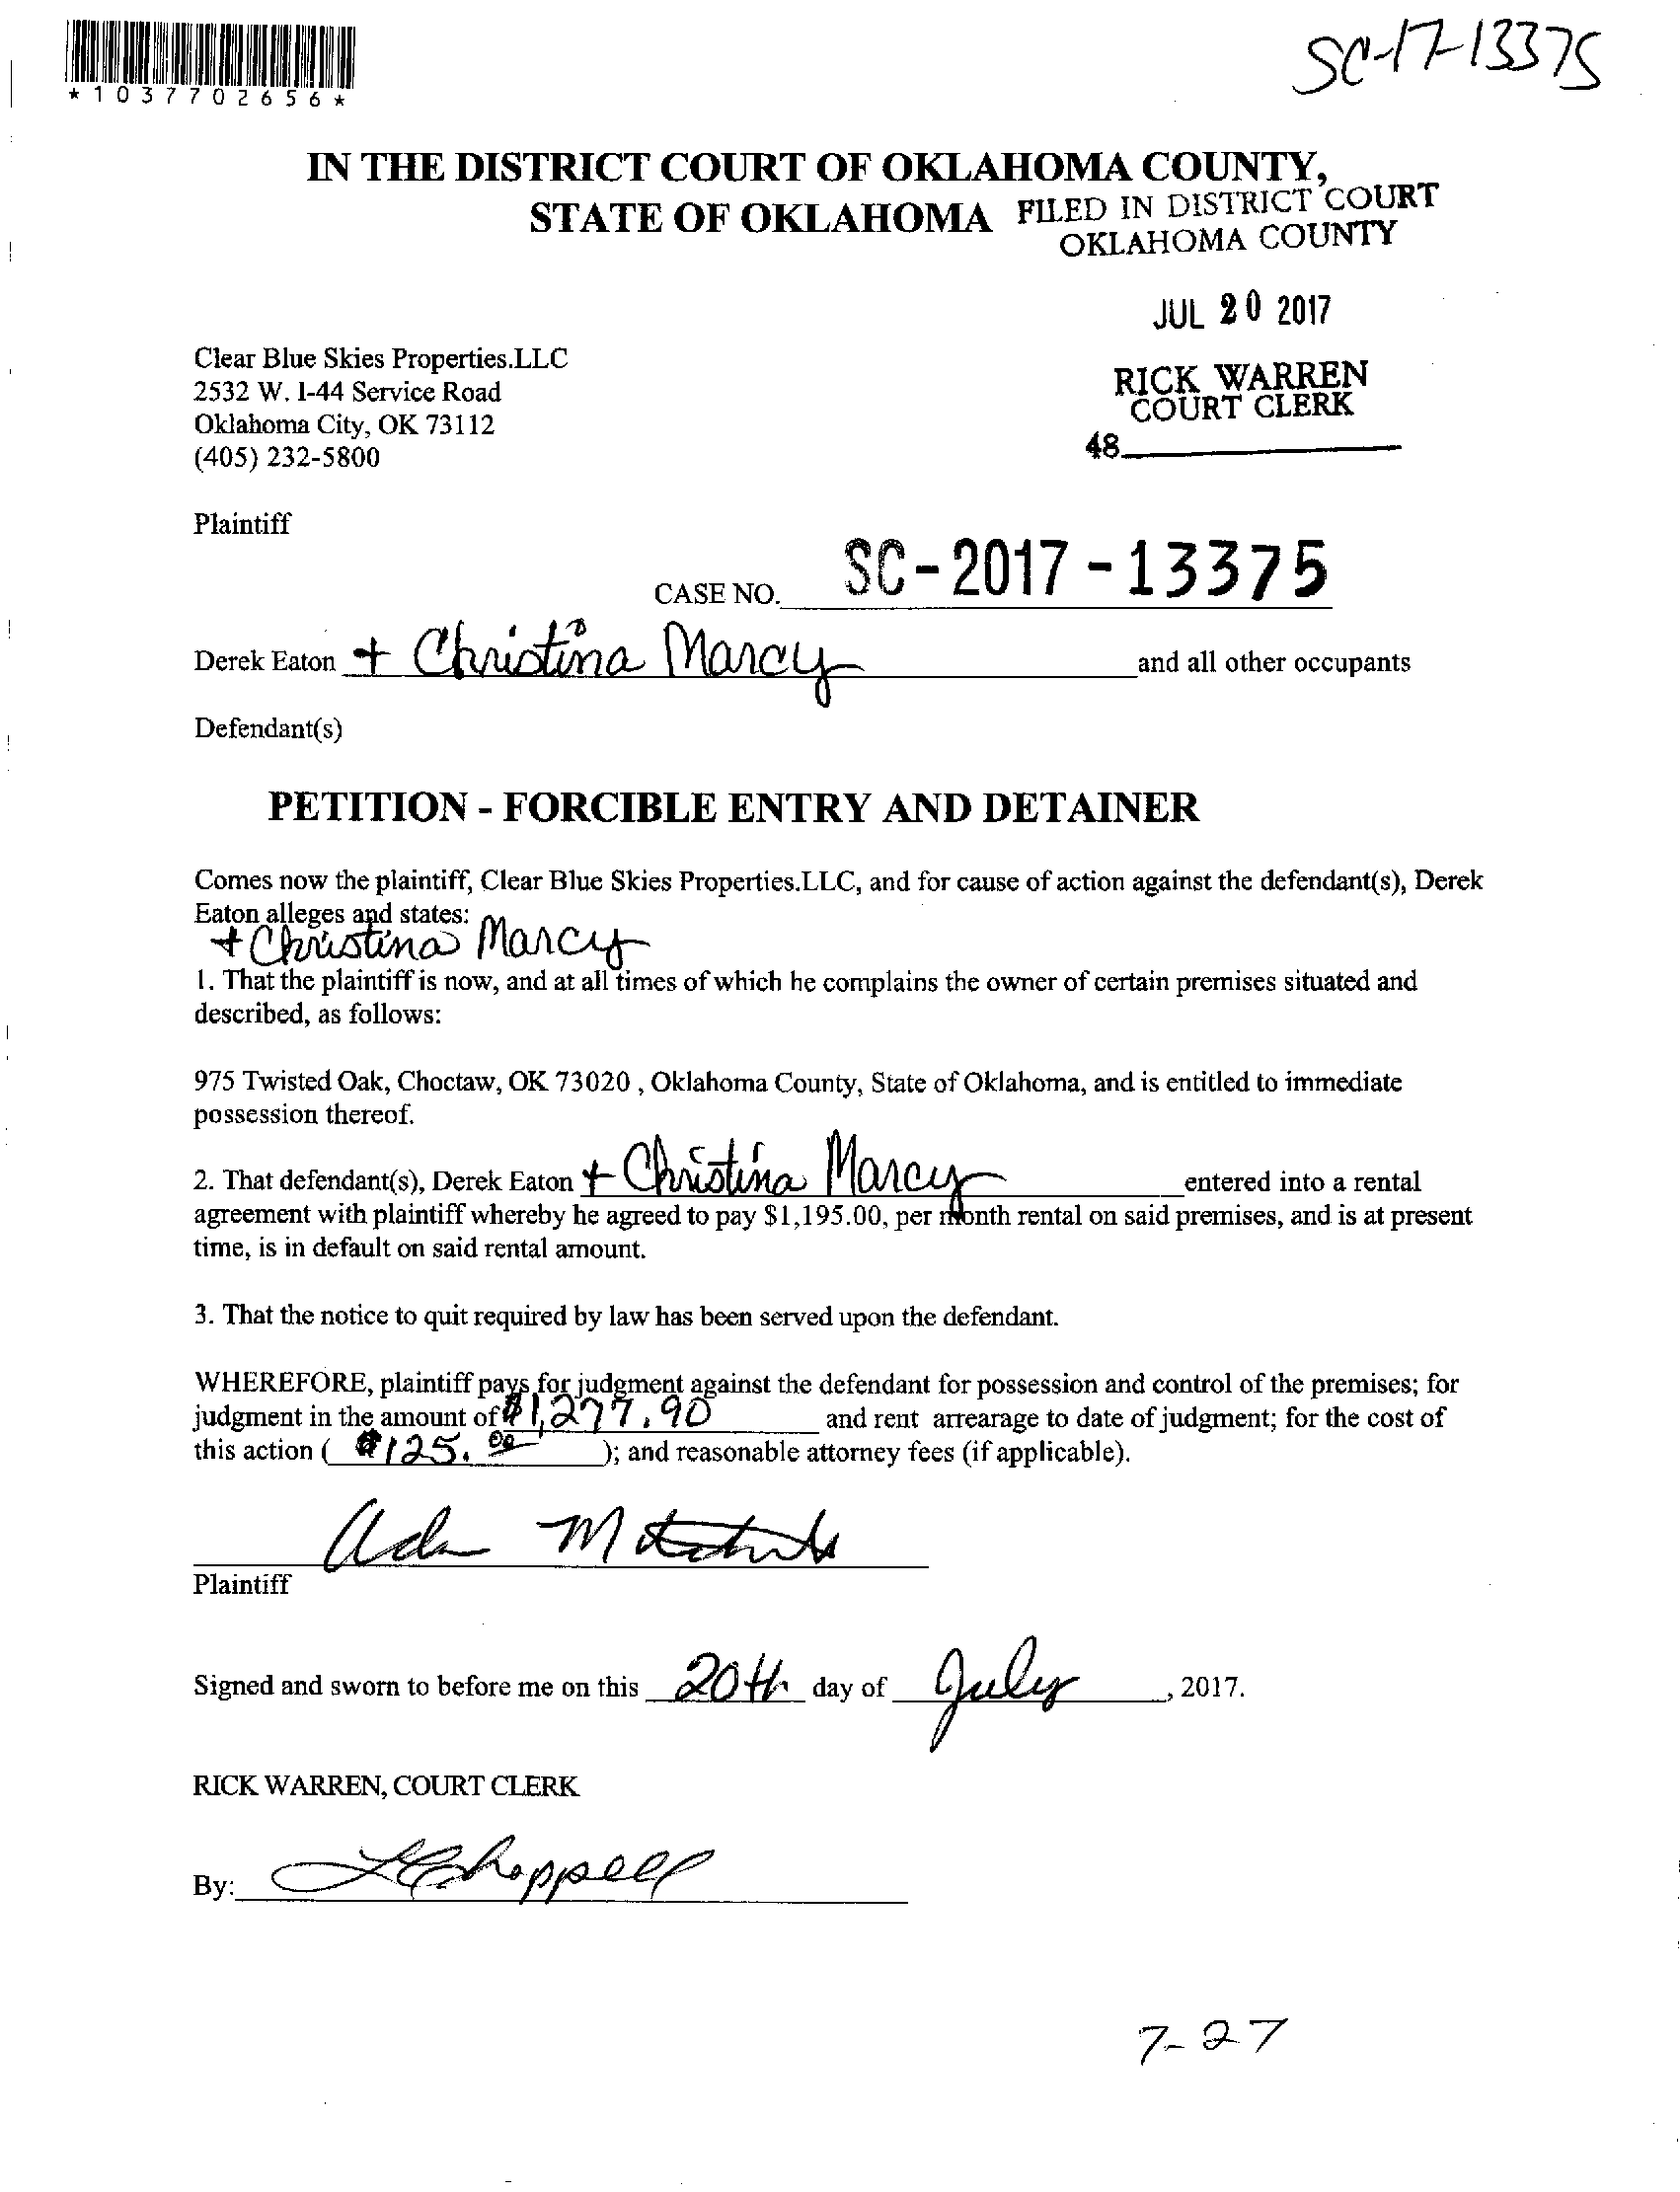 SC-17-13375
*1037702656*
IN THE DISTRICT COURT OF OKLAHOMA COUNTY,
STATE OF OKLAHOMA
FILED IN DISTRICT COURT
OKLAHOMA COUNTY
JUL 20 2017
RICK WARREN
COURT CLERK
48
Clear Blue Skies Properties.LLC
2532 W. I-44 Service Road
Oklahoma City, OK 73112
(405) 232-5800
Plaintiff
CASE NO. SC-2017-13375
Derek Eaton + Christina Marcy and all other occupants
Defendant(s)
PETITION - FORCIBLE ENTRY AND DETAINER
Comes now the plaintiff, Clear Blue Skies Properties.LLC, and for cause of action against the defendant(s), Derek
Eaton alleges and states:
+ Christina Marcy
1. That the plaintiff is now, and at all times of which he complains the owner of certain premises situated and
described, as follows:
975 Twisted Oak, Choctaw, OK 73020 , Oklahoma County, State of Oklahoma, and is entitled to immediate
possession thereof.
2. That defendant(s), Derek Eaton + Christina Marcy entered into a rental
agreement with plaintiff whereby he agreed to pay $1,195.00, per month rental on said premises, and is at present
time, is in default on said rental amount.
3. That the notice to quit required by law has been served upon the defendant.
WHEREFORE, plaintiff pays for judgment against the defendant for possession and control of the premises; for
judgment in the amount of $1,277.90 and rent arrearage to date of judgment; for the cost of
this action ( $125.00 ); and reasonable attorney fees (if applicable).
Plaintiff
Signed and sworn to before me on this 20th day of July , 2017.
RICK WARREN, COURT CLERK
By:
7-27